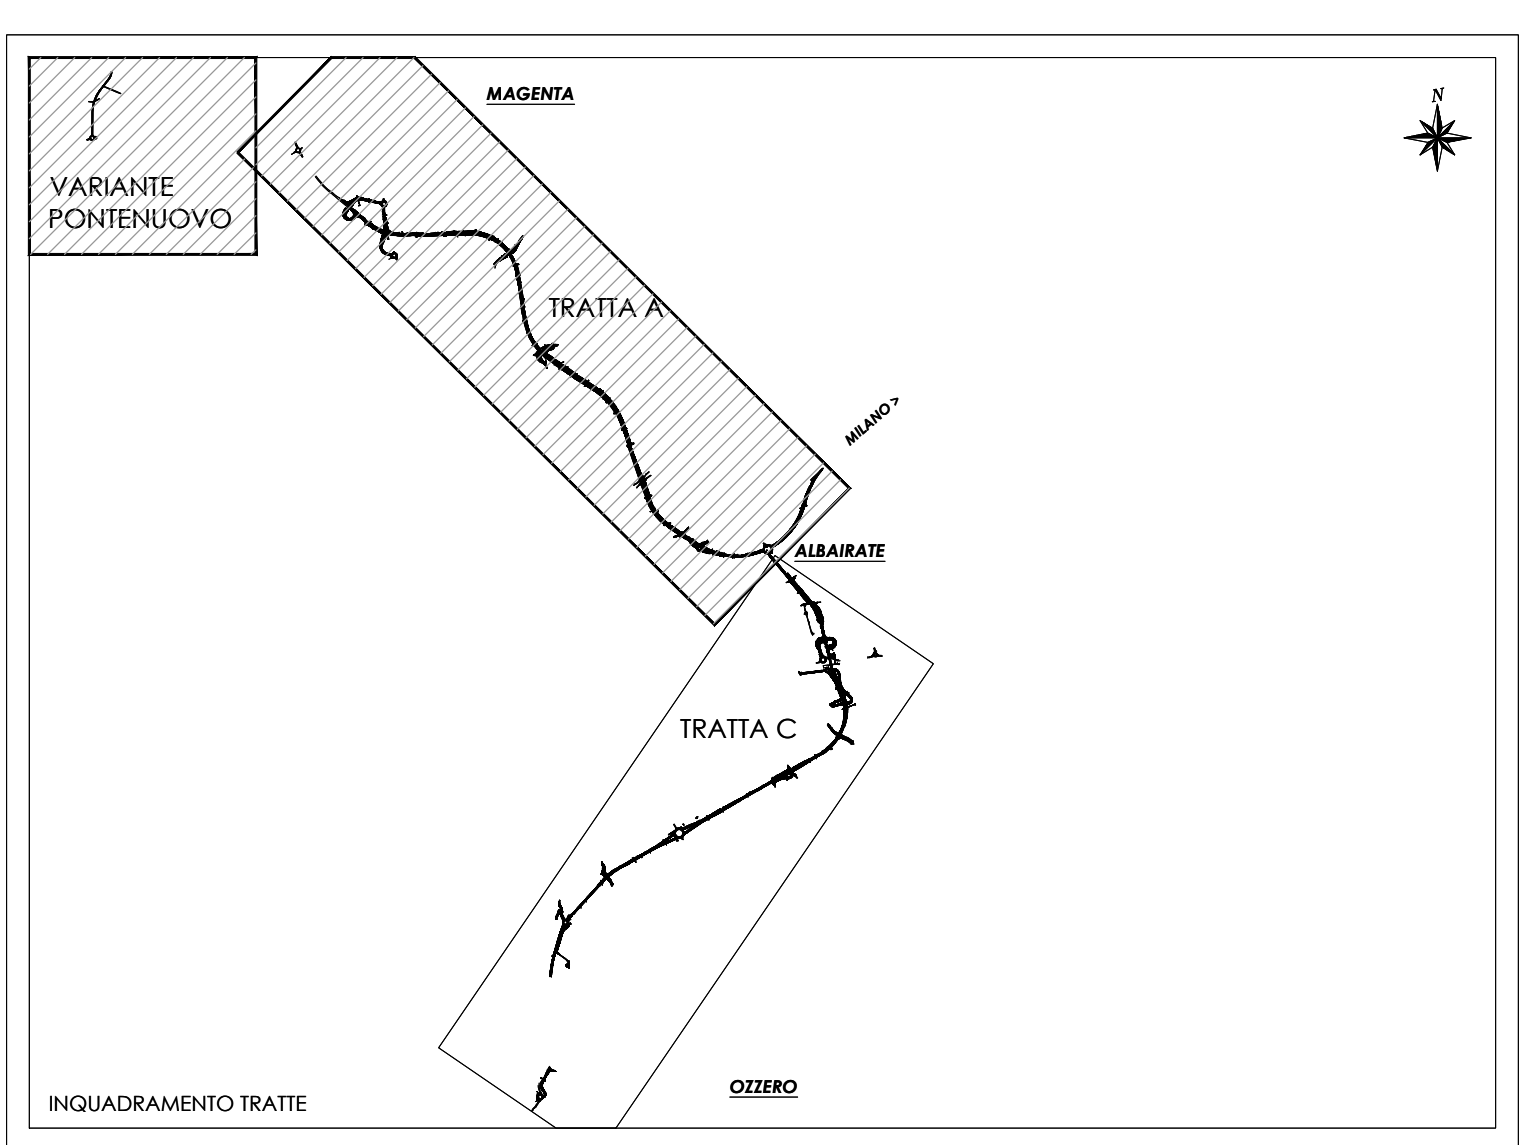 MAGENTA
N
VARIANTE
PONTENUOVO
TRATTA A
MILANO >
ALBAIRATE
TRATTA C
OZZERO
INQUADRAMENTO TRATTE